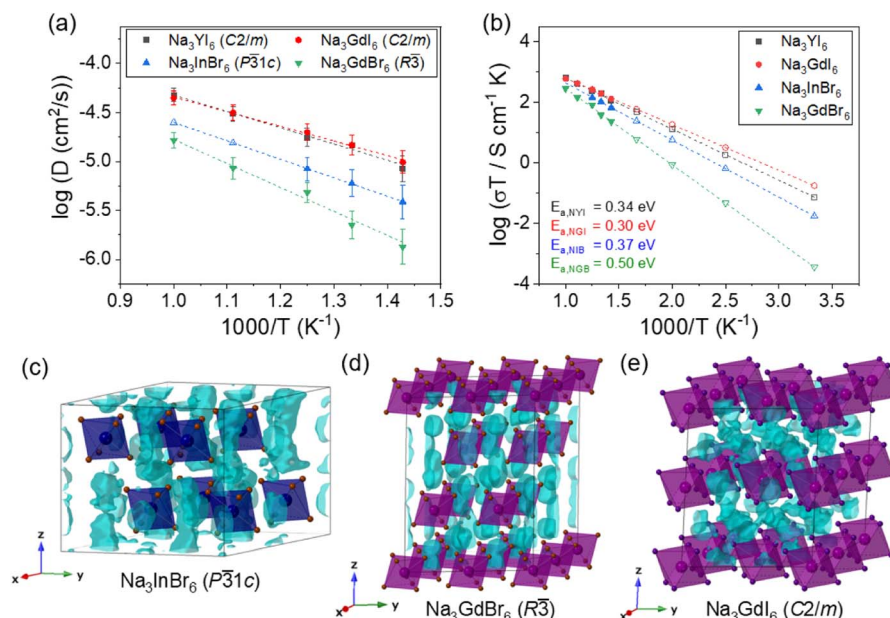 (a)
Na₃YI₆ (C2/m)
Na₃GdI₆ (C2/m)
Na₃InBr₆ (P3̅1c)
Na₃GdBr₆ (R3̅)
log (D (cm²/s))
-4.0
-4.5
-5.0
-5.5
-6.0
0.9 1.0 1.1 1.2 1.3 1.4 1.5
1000/T (K⁻¹)
(b)
Na₃YI₆
Na₃GdI₆
Na₃InBr₆
Na₃GdBr₆
log (σT / S cm⁻¹ K)
4
2
0
-2
-4
Eₐ,NYI = 0.34 eV
Eₐ,NGI = 0.30 eV
Eₐ,NIB = 0.37 eV
Eₐ,NGB = 0.50 eV
1.0 1.5 2.0 2.5 3.0 3.5
1000/T (K⁻¹)
(c)
z
x y
Na₃InBr₆ (P3̅1c)
(d)
z
x y
Na₃GdBr₆ (R3̅)
(e)
z
x y
Na₃GdI₆ (C2/m)